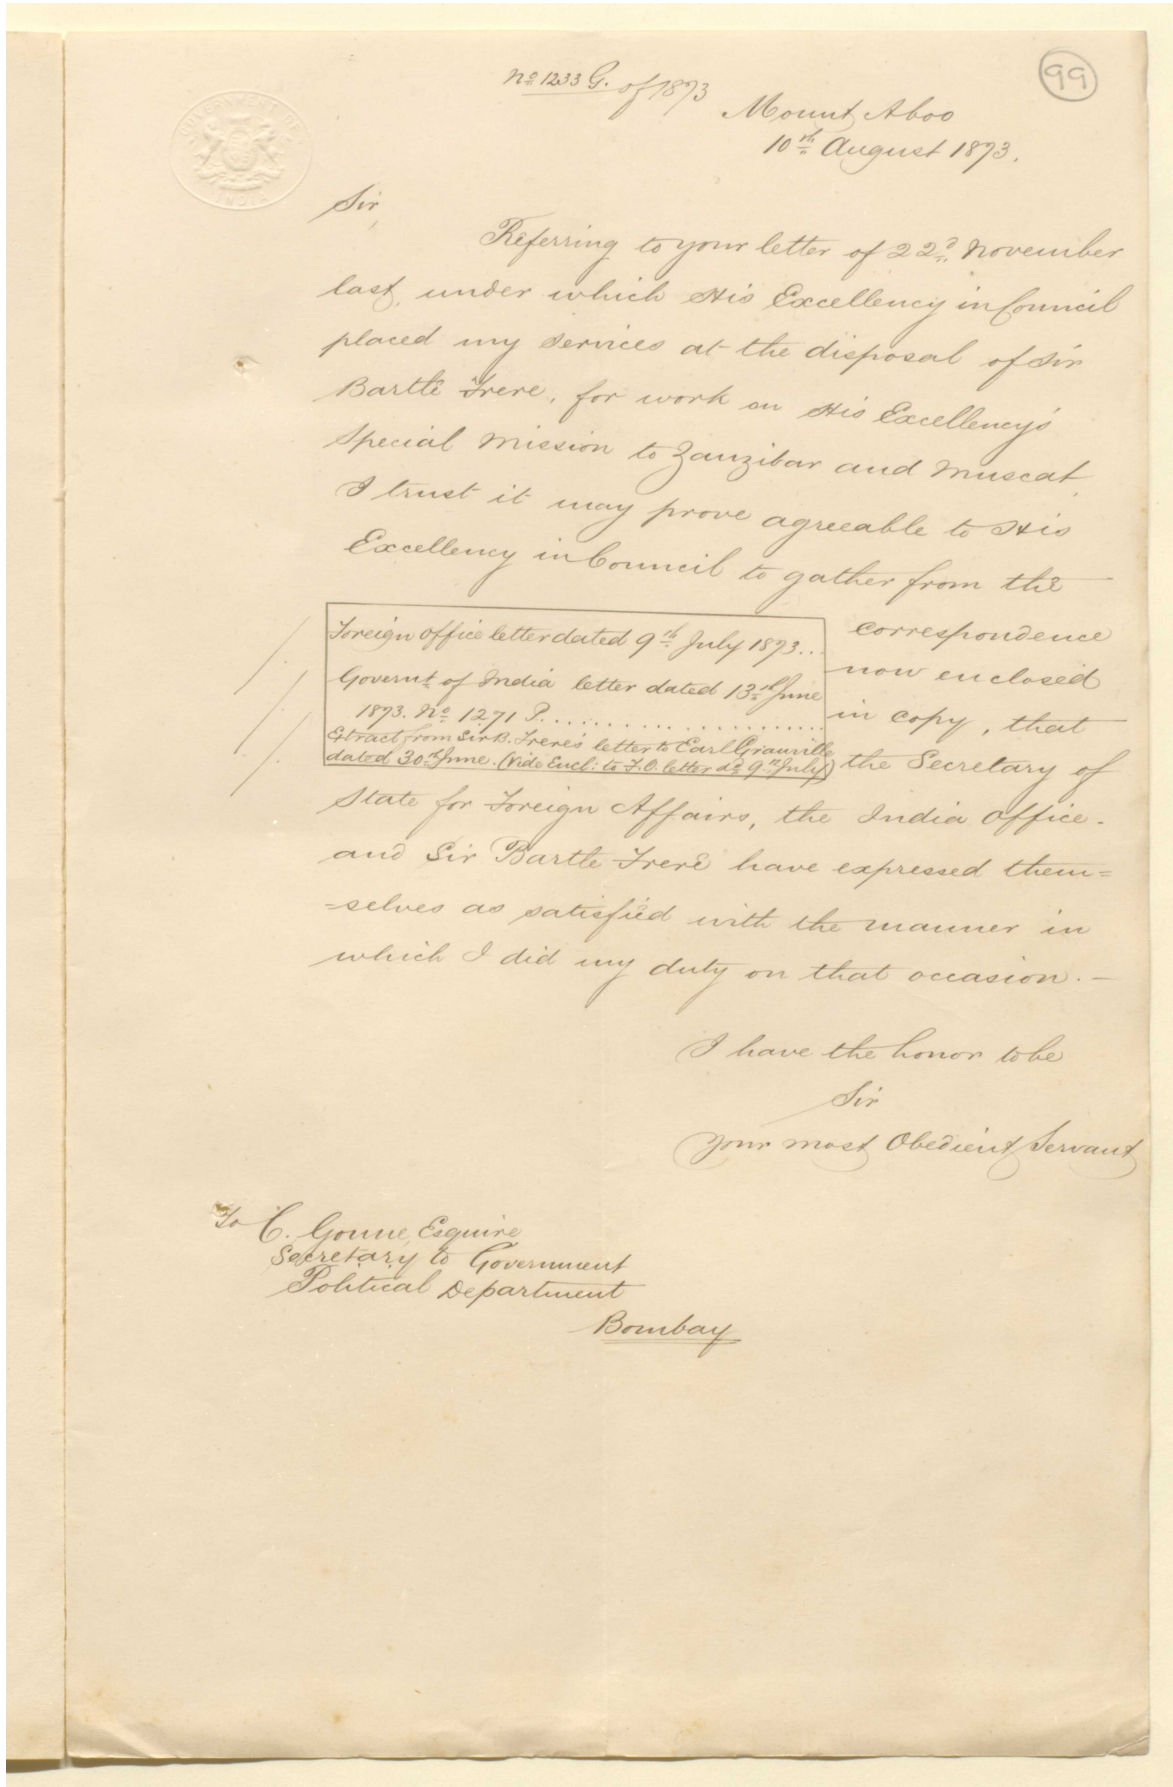 99
No 1233 G. of 1873
Mount Aboo
10th August 1873.
GOVERNMENT OF
INDIA
Sir,
Referring to your letter of 22d November
last, under which His Excellency in Council
placed my services at the disposal of Sir
Bartle Frere, for work on His Excellency's
Special Mission to Zanzibar and Muscat,
I trust it may prove agreeable to His
Excellency in Council to gather from the
Foreign Office letter dated 9th July 1873...
Governt of India letter dated 13th June
1873. No 1271 P....................
Extract from Sir B. Frere's letter to Earl Granville
dated 30th June. (Vide Encl: to F.O. letter dd 9th July)
correspondence
now enclosed
in copy, that
the Secretary of
State for Foreign Affairs, the India Office.
and Sir Bartle Frere have expressed them=
=selves as satisfied with the manner in
which I did my duty on that occasion. —
I have the honor to be
Sir
Your most Obedient Servant
To C. Gonne, Esquire
Secretary to Government
Political Department
Bombay